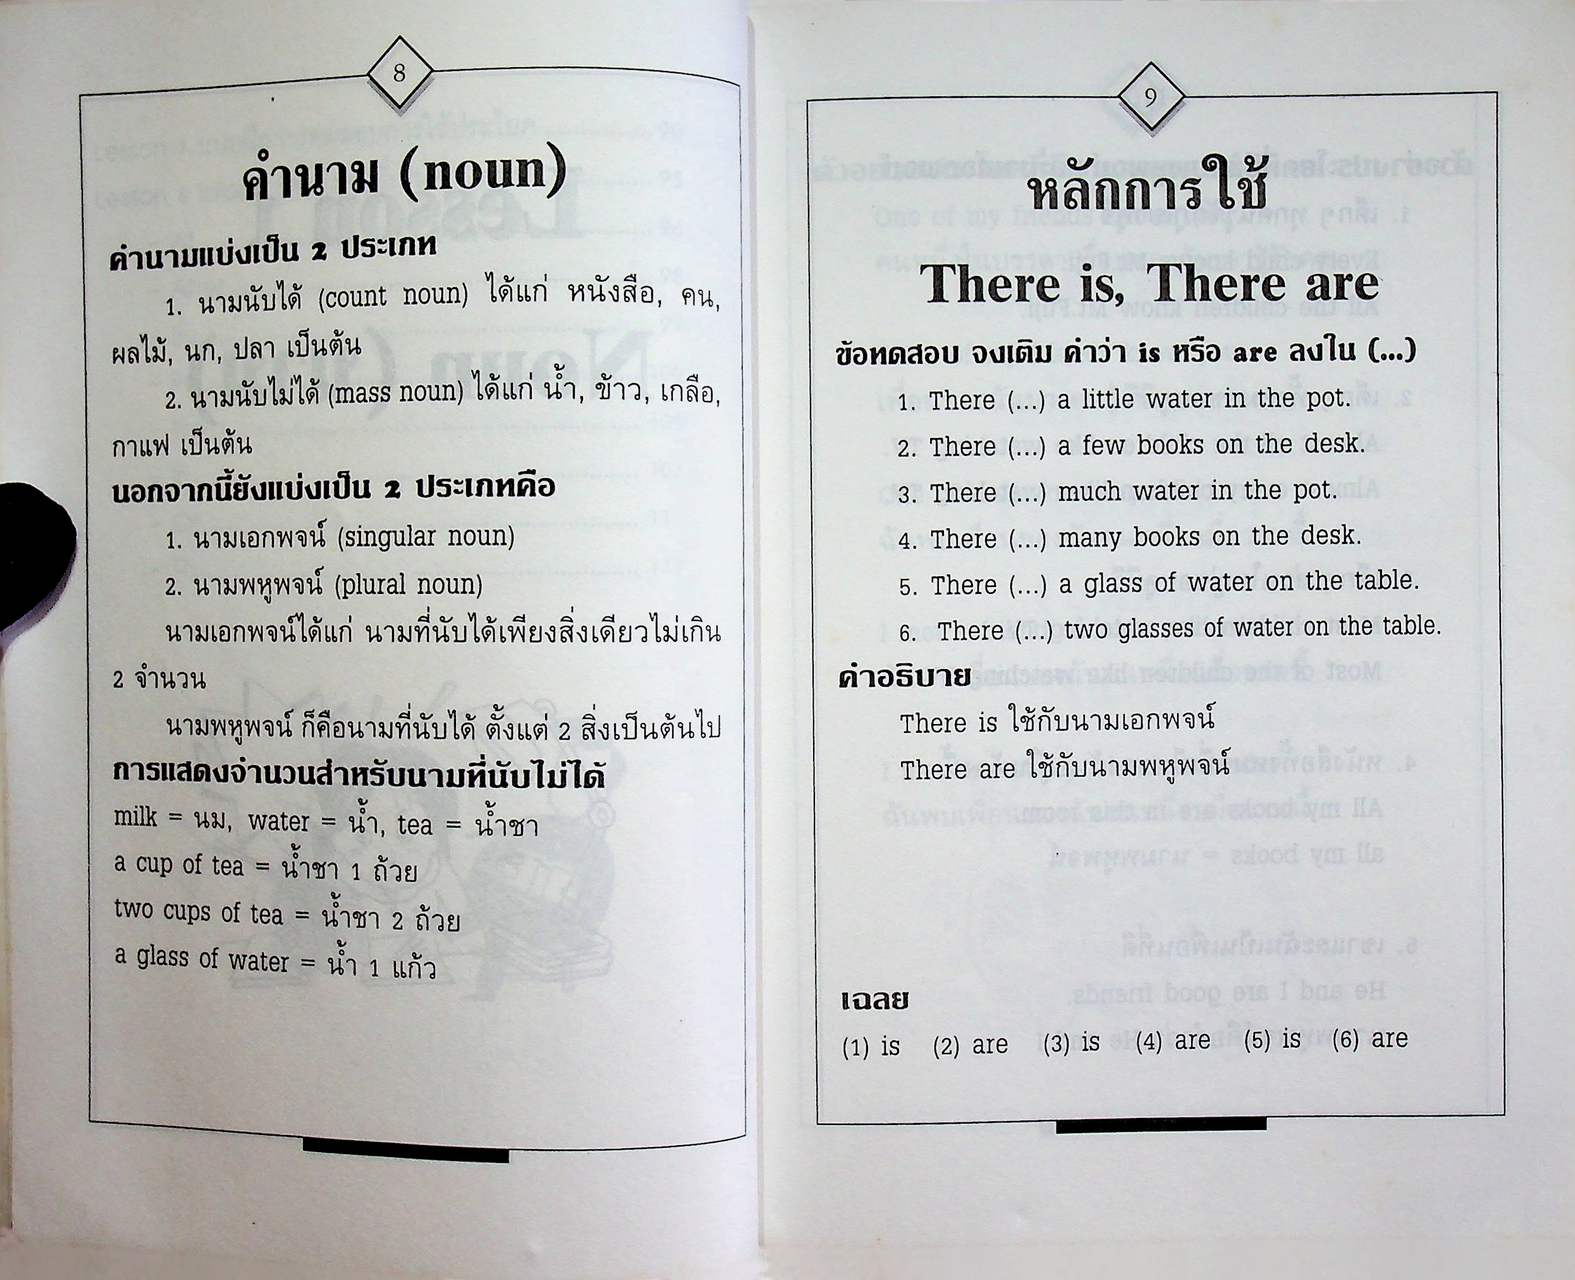 8
คำนาม (noun)
คำนามแบ่งเป็น 2 ประเภท
1. นามนับได้ (count noun) ได้แก่ หนังสือ, คน,
ผลไม้, นก, ปลา เป็นต้น
2. นามนับไม่ได้ (mass noun) ได้แก่ น้ำ, ข้าว, เกลือ,
กาแฟ เป็นต้น
นอกจากนี้ยังแบ่งเป็น 2 ประเภทคือ
1. นามเอกพจน์ (singular noun)
2. นามพหูพจน์ (plural noun)
นามเอกพจน์ได้แก่ นามที่นับได้เพียงสิ่งเดียวไม่เกิน
2 จำนวน
นามพหูพจน์ ก็คือนามที่นับได้ ตั้งแต่ 2 สิ่งเป็นต้นไป
การแสดงจำนวนสำหรับนามที่นับไม่ได้
milk = นม, water = น้ำ, tea = น้ำชา
a cup of tea = น้ำชา 1 ถ้วย
two cups of tea = น้ำชา 2 ถ้วย
a glass of water = น้ำ 1 แก้ว
9
หลักการใช้
There is, There are
ข้อทดสอบ จงเติม คำว่า is หรือ are ลงใน (...)
1. There (...) a little water in the pot.
2. There (...) a few books on the desk.
3. There (...) much water in the pot.
4. There (...) many books on the desk.
5. There (...) a glass of water on the table.
6. There (...) two glasses of water on the table.
คำอธิบาย
There is ใช้กับนามเอกพจน์
There are ใช้กับนามพหูพจน์
เฉลย
(1) is (2) are (3) is (4) are (5) is (6) are